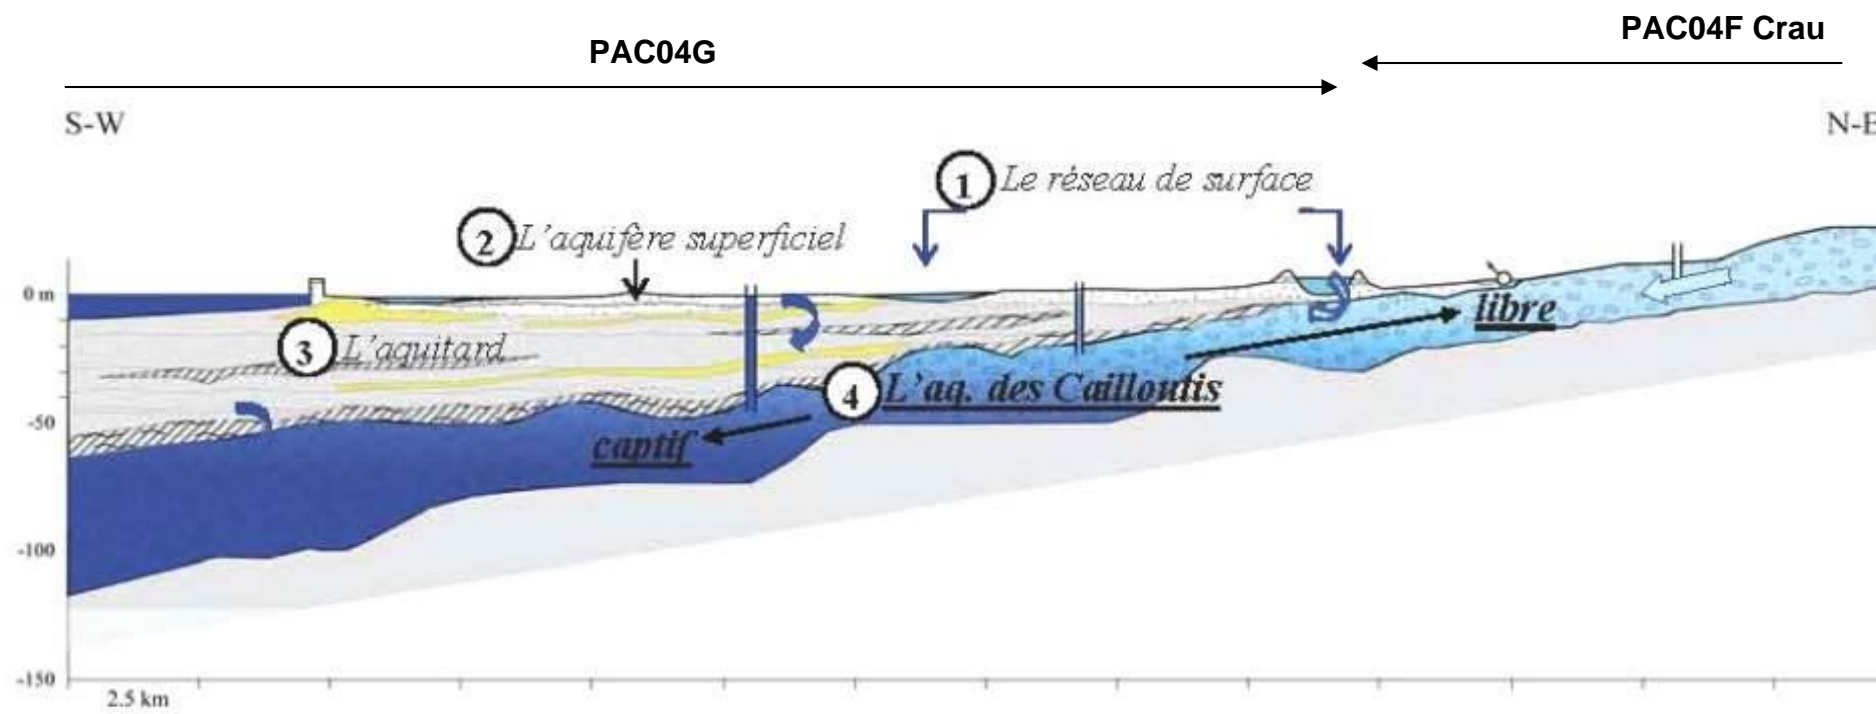 PAC04F Crau
PAC04G
S-W
N-E
1 Le réseau de surface
2 L'aquifère superficiel
0 m
libre
3 L'aquitard
4 L'aq. des Cailloutis
-50
captif
-100
-150
2.5 km